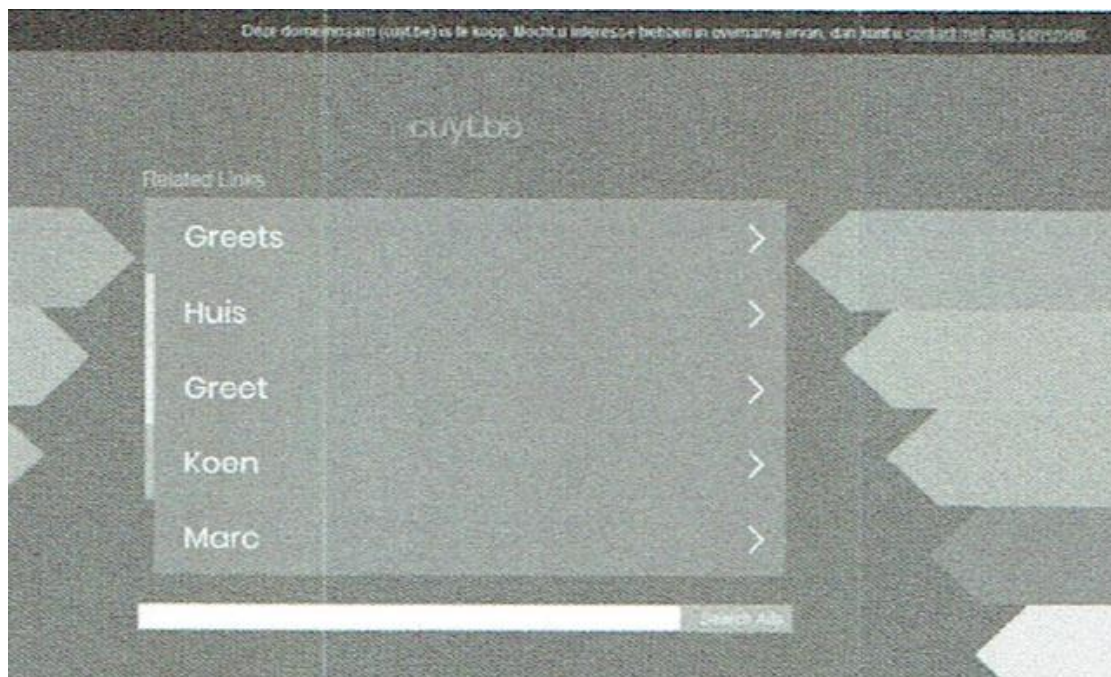 Deze domeinnaam (cuyt.be) is te koop. Mocht u interesse hebben in overname ervan, dan kunt u contact met ons opnemen.
cuyt.be
Related Links
Greets
Huis
Greet
Koen
Marc
Search Ads